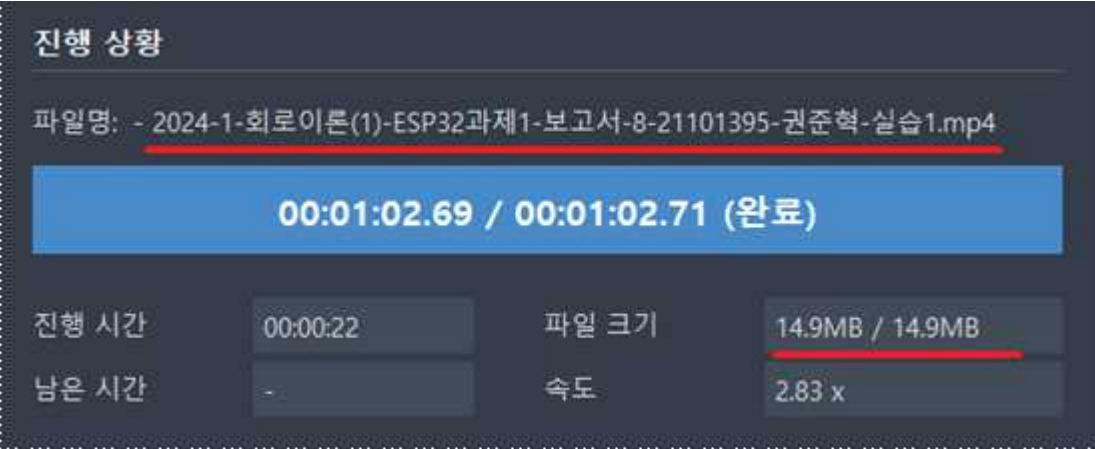 진행 상황
파일명: - 2024-1-회로이론(1)-ESP32과제1-보고서-8-21101395-권준혁-실습1.mp4
00:01:02.69 / 00:01:02.71 (완료)
진행 시간 00:00:22 파일 크기 14.9MB / 14.9MB
남은 시간 - 속도 2.83 x